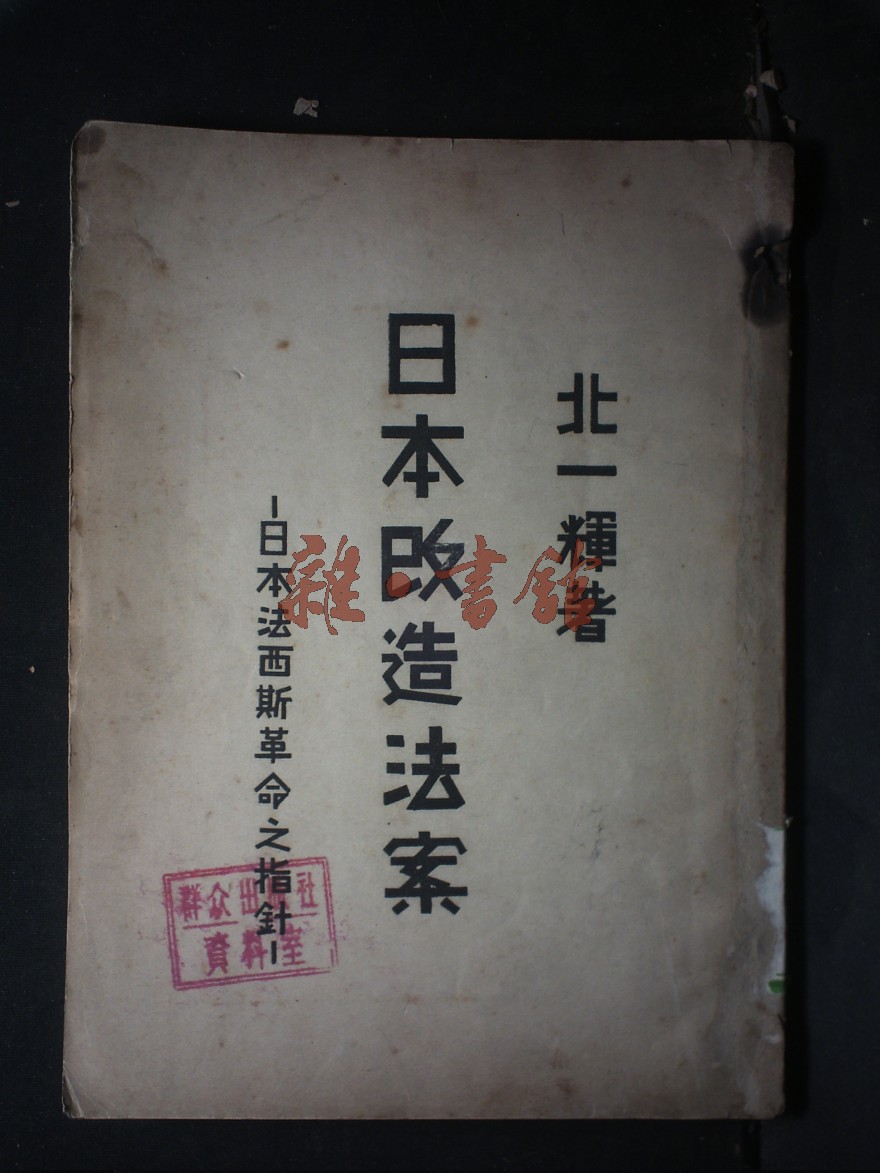 北一輝著
日本改造法案
-日本法西斯革命之指針-
群众出版社
資料室
雜·書館